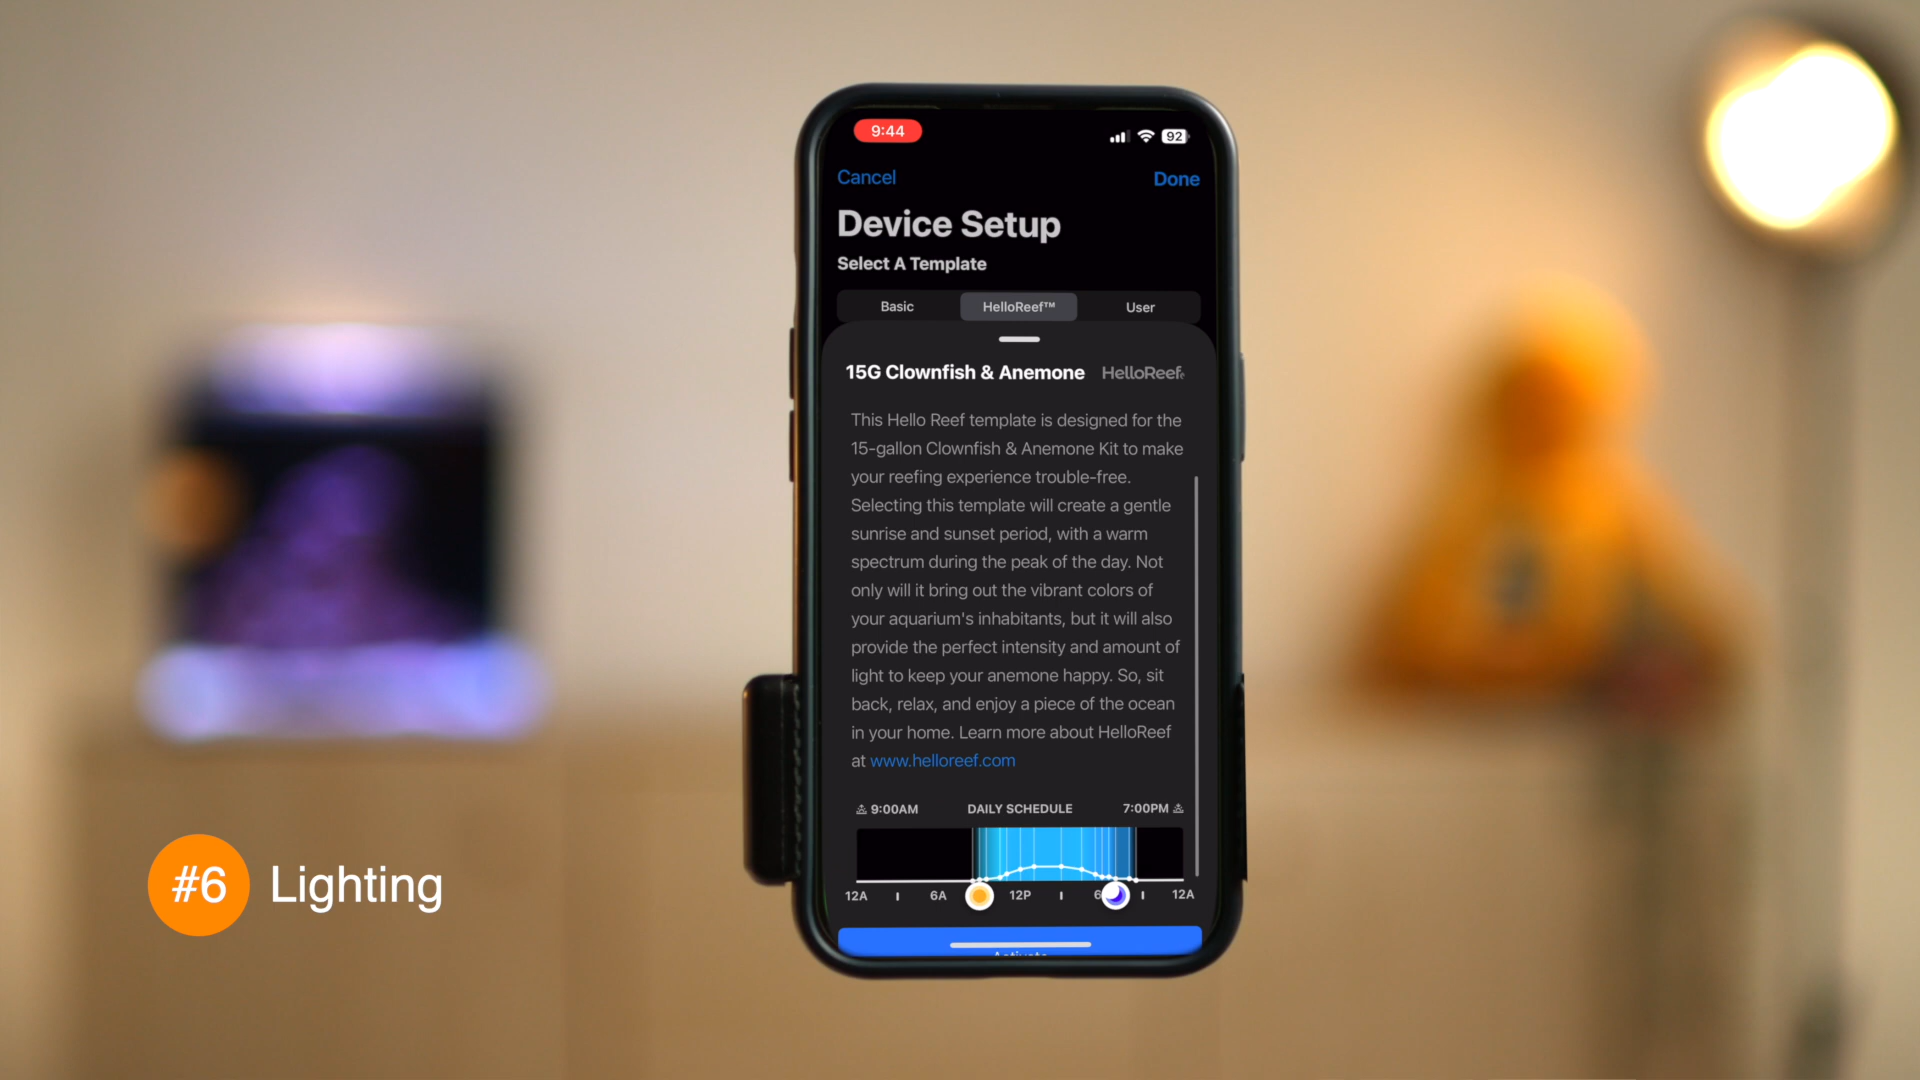 9:44
92
Cancel
Done
Device Setup
Select A Template
Basic
HelloReef™
User
15G Clownfish & Anemone
HelloReef
This Hello Reef template is designed for the
15-gallon Clownfish & Anemone Kit to make
your reefing experience trouble-free.
Selecting this template will create a gentle
sunrise and sunset period, with a warm
spectrum during the peak of the day. Not
only will it bring out the vibrant colors of
your aquarium's inhabitants, but it will also
provide the perfect intensity and amount of
light to keep your anemone happy. So, sit
back, relax, and enjoy a piece of the ocean
in your home. Learn more about HelloReef
at www.helloreef.com
9:00AM
DAILY SCHEDULE
7:00PM
12A
6A
12P
12A
#6 Lighting